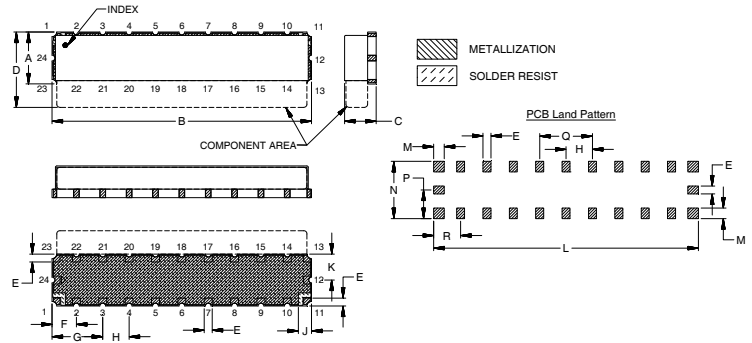 INDEX
1 2 3 4 5 6 7 8 9 10 11
D A 24 12
23 22 21 20 19 18 17 16 15 14 13
B C
COMPONENT AREA
METALLIZATION
SOLDER RESIST
PCB Land Pattern
M E Q H
N P E
R L M
23 22 21 20 19 18 17 16 15 14 13
E 24 12 K E
1 2 3 4 5 6 7 8 9 10 11
F E J
G H